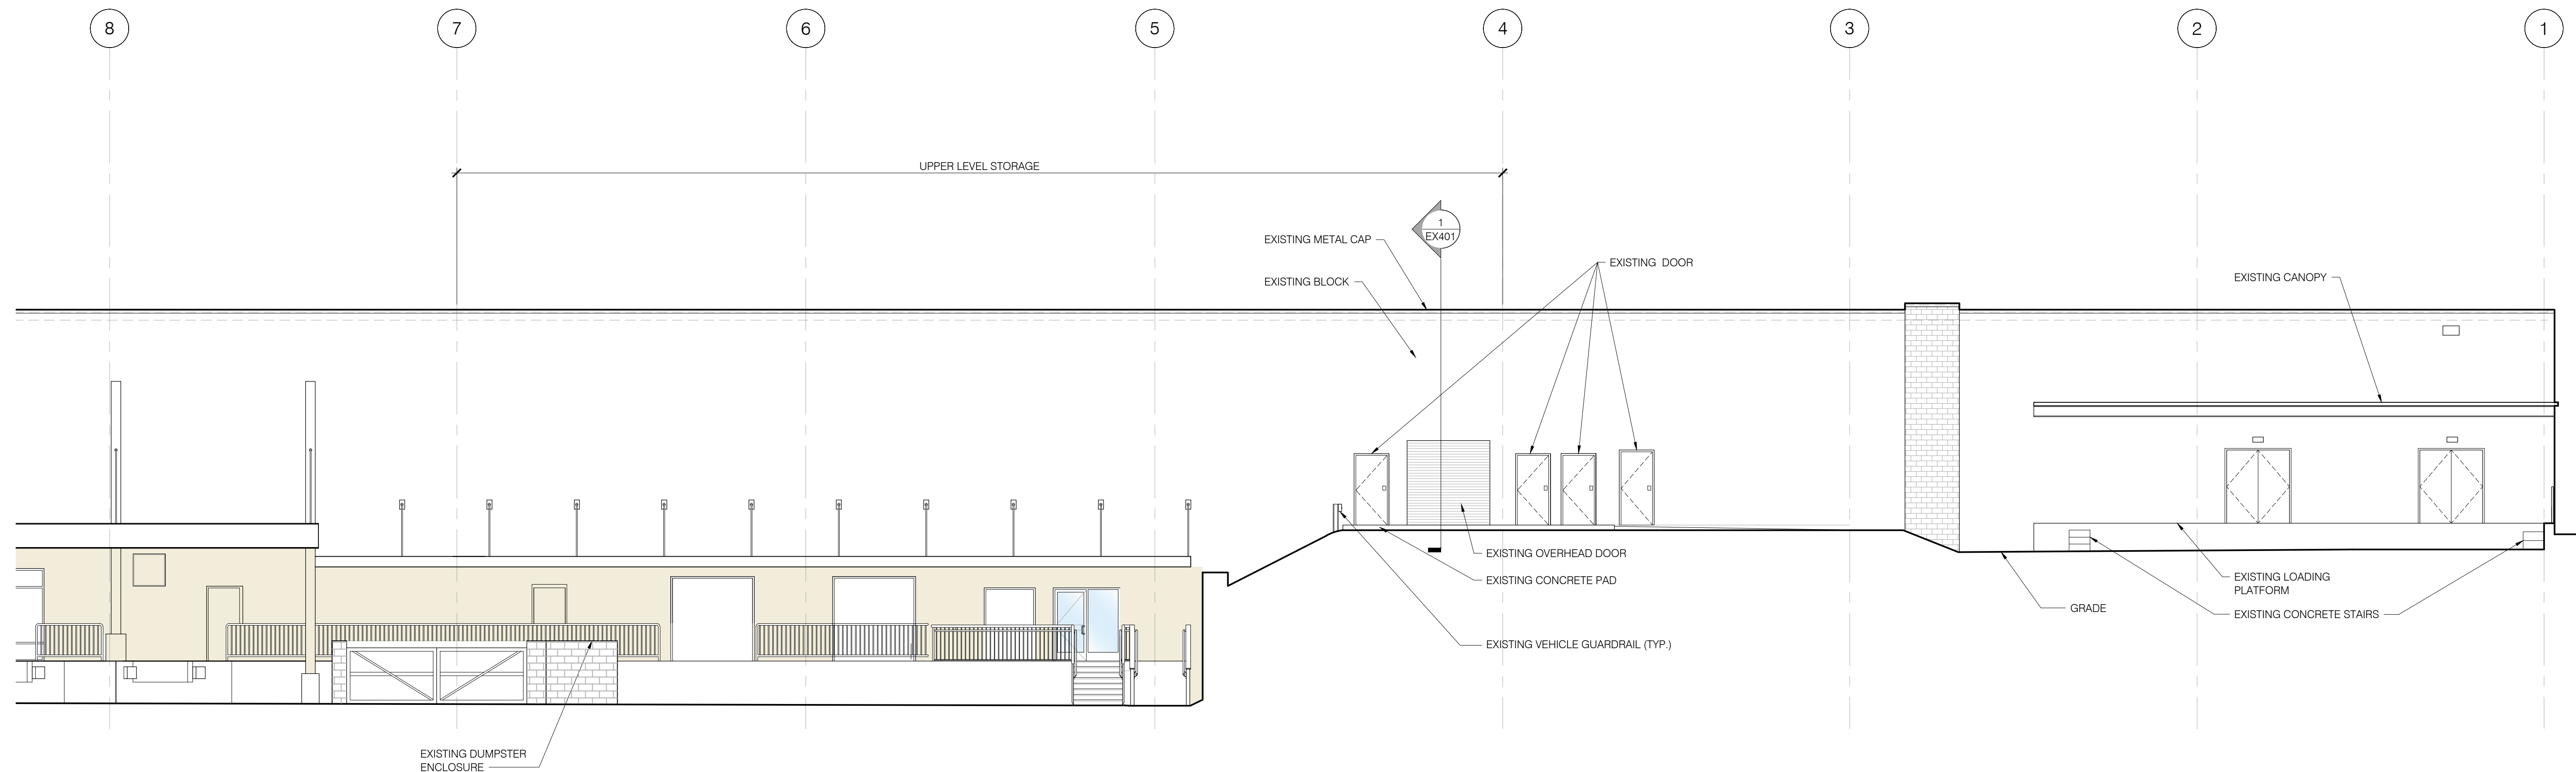 8
7
6
5
4
3
2
1
UPPER LEVEL STORAGE
1
EX401
EXISTING METAL CAP
EXISTING DOOR
EXISTING BLOCK
EXISTING CANOPY
EXISTING OVERHEAD DOOR
EXISTING CONCRETE PAD
EXISTING LOADING
PLATFORM
GRADE
EXISTING CONCRETE STAIRS
EXISTING VEHICLE GUARDRAIL (TYP.)
EXISTING DUMPSTER
ENCLOSURE